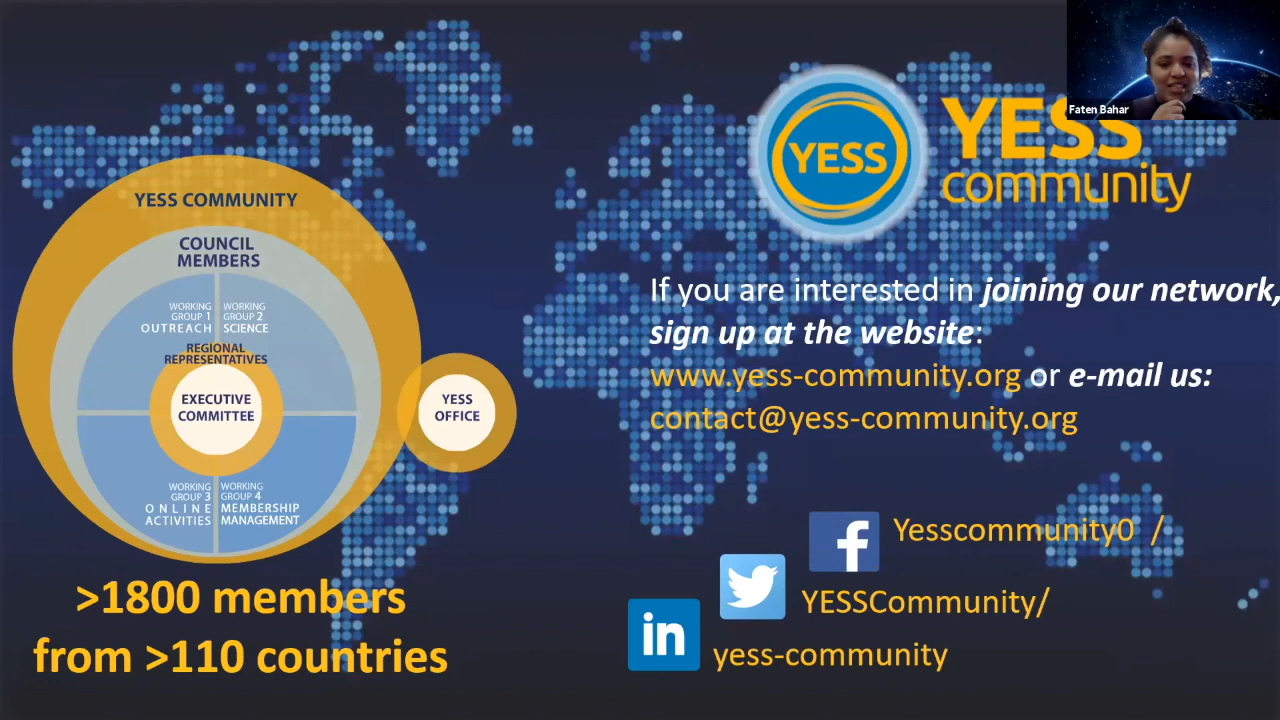 Faten Bahar
YESS
YESS
community
YESS COMMUNITY
COUNCIL
MEMBERS
WORKING
GROUP 1
OUTREACH
WORKING
GROUP 2
SCIENCE
REGIONAL
REPRESENTATIVES
EXECUTIVE
COMMITTEE
WORKING
GROUP 3
ONLINE
ACTIVITIES
WORKING
GROUP 4
MEMBERSHIP
MANAGEMENT
YESS
OFFICE
>1800 members
from >110 countries
If you are interested in joining our network,
sign up at the website:
www.yess-community.org or e-mail us:
contact@yess-community.org
f
Yesscommunity0 /
YESSCommunity/
in
yess-community